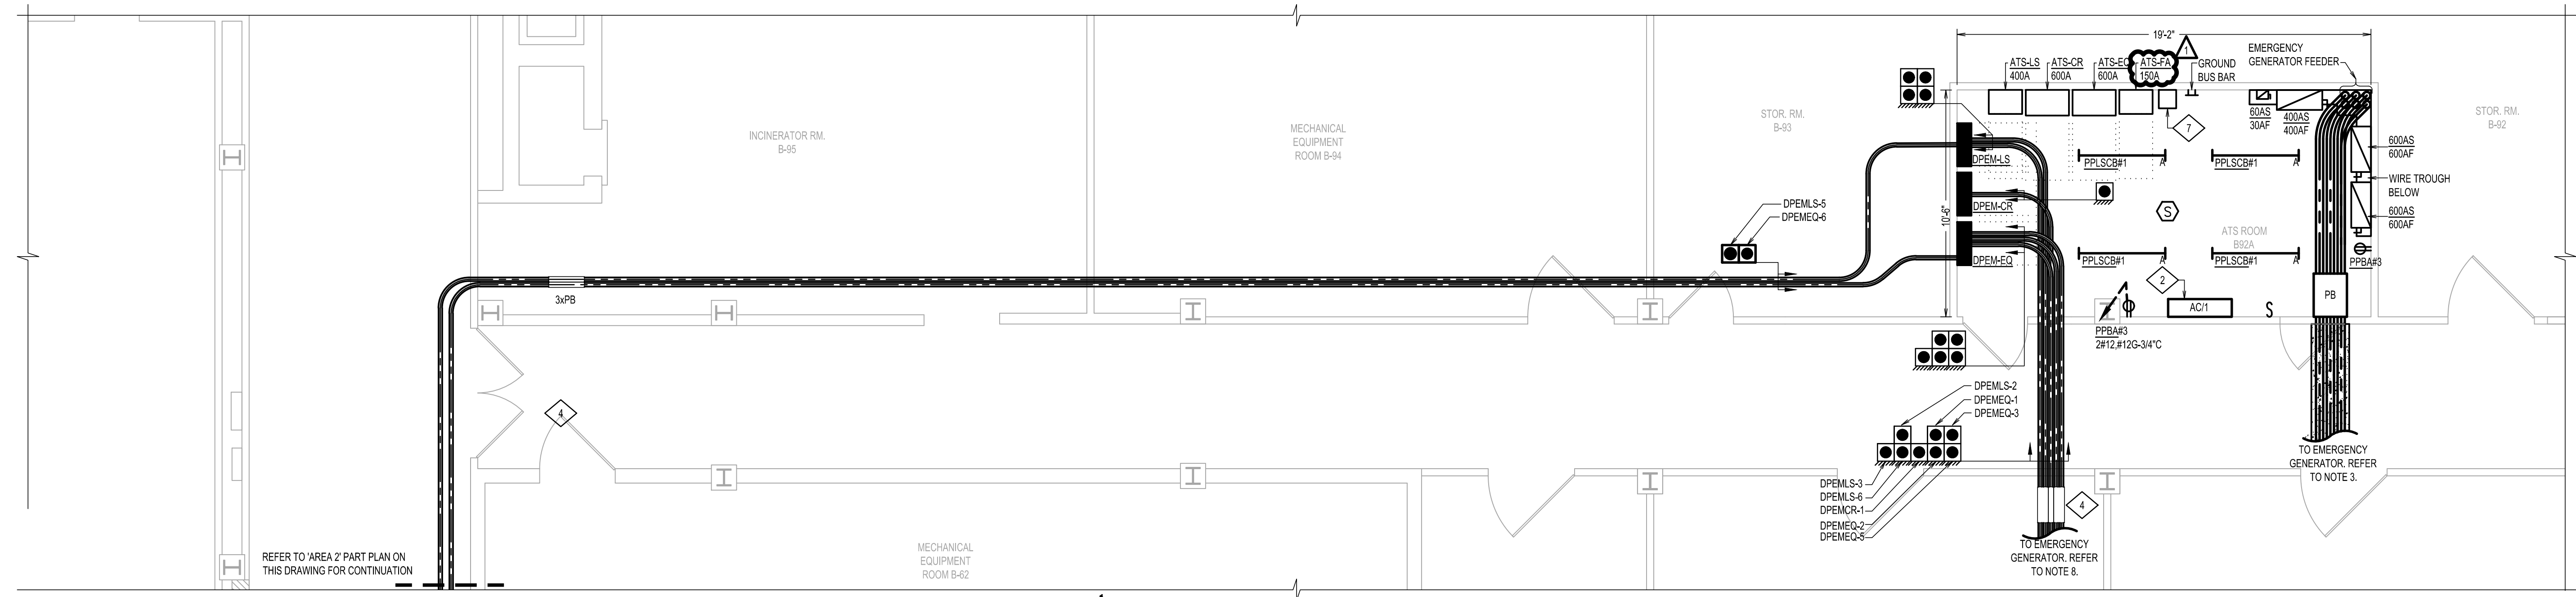 19'-2"
1
EMERGENCY
GENERATOR FEEDER
ATS-LS
400A
ATS-CR
600A
ATS-EQ
600A
ATS-FA
150A
GROUND
BUS BAR
60AS
30AF
400AS
400AF
7
STOR. RM.
B-93
STOR. RM.
B-92
INCINERATOR RM.
B-95
MECHANICAL
EQUIPMENT
ROOM B-94
600AS
600AF
WIRE TROUGH
BELOW
600AS
600AF
DPEM-LS
PPLSCB#1
A
PPLSCB#1
A
DPEM-CR
DPEMLS-5
DPEMEQ-6
10'-6"
S
ATS ROOM
B92A
DPEM-EQ
PPLSCB#1
A
PPLSCB#1
A
PPBA#3
2
PB
AC/1
S
3xPB
PPBA#3
2#12,#12G-3/4"C
4
DPEMLS-2
DPEMEQ-1
DPEMEQ-3
TO EMERGENCY
GENERATOR. REFER
TO NOTE 3.
DPEMLS-3
DPEMLS-6
DPEMCR-1
DPEMEQ-2
DPEMEQ-5
4
TO EMERGENCY
GENERATOR. REFER
TO NOTE 8.
REFER TO 'AREA 2' PART PLAN ON
THIS DRAWING FOR CONTINUATION
MECHANICAL
EQUIPMENT
ROOM B-62